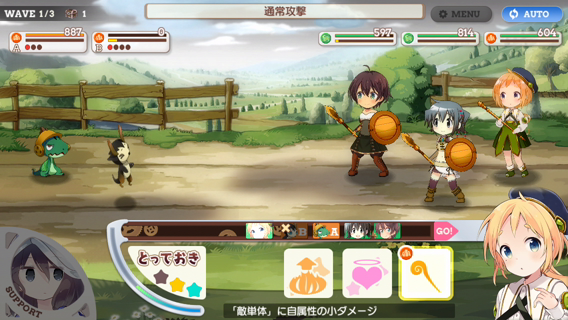 WAVE 1/3 1
通常攻撃
MENU
AUTO
887
0
597
814
604
A
B
B A GO!
とっておき
SUPPORT
「敵単体」に自属性の小ダメージ